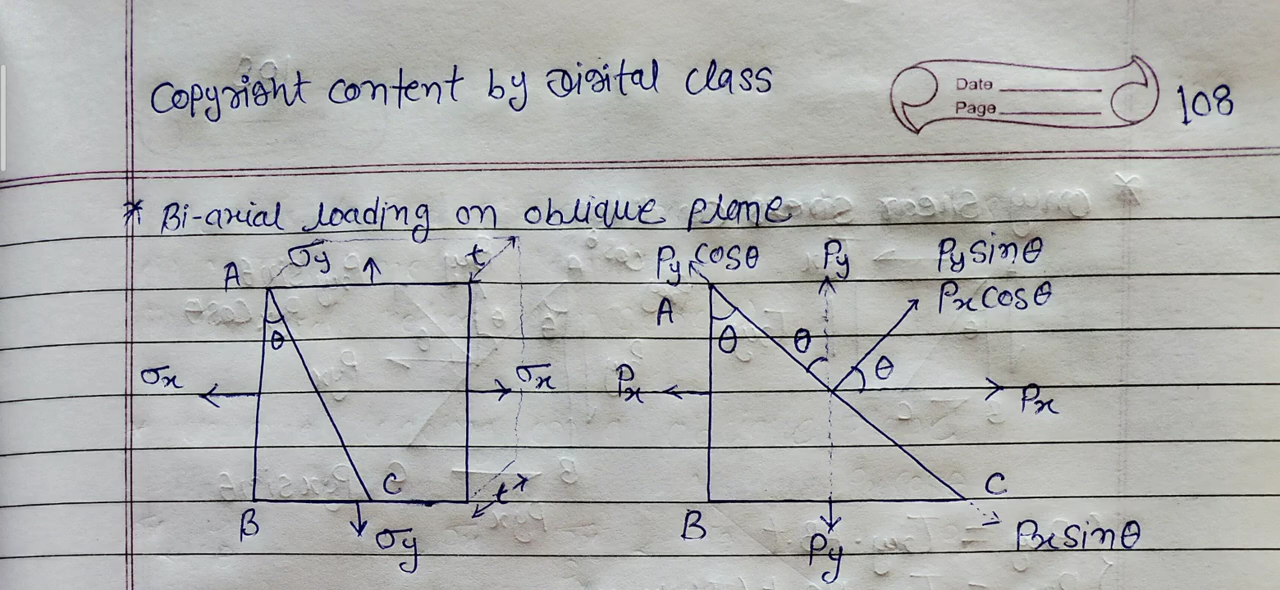 Copyright content by Digital class
Date
Page
108
* Bi-axial loading on oblique plane
σy t
A
θ
σx σx
C
B
t
σy
Py cosθ Py Py sinθ
Px cosθ
A
θ θ θ
Px Px
C
B
Py
Px sinθ